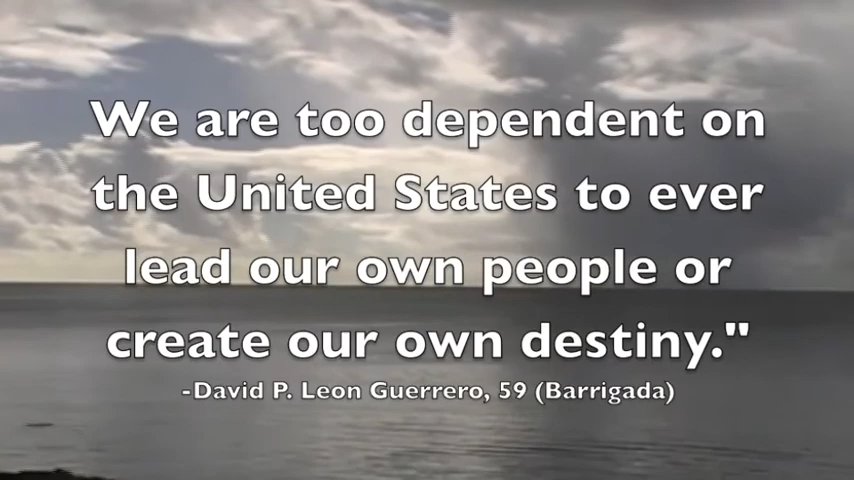 We are too dependent on
the United States to ever
lead our own people or
create our own destiny."
-David P. Leon Guerrero, 59 (Barrigada)